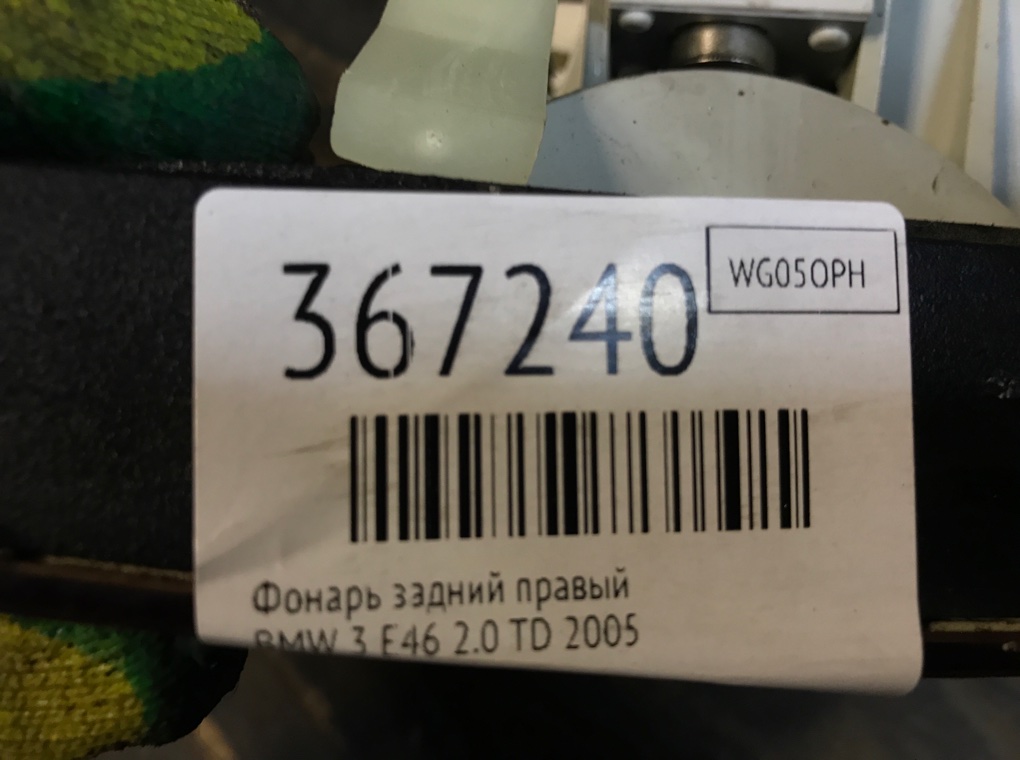 367240
WG05OPH
Фонарь задний правый
BMW 3 E46 2.0 TD 2005